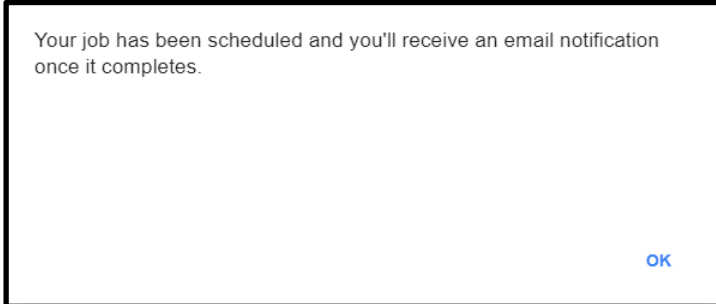 Your job has been scheduled and you'll receive an email notification
once it completes.
OK